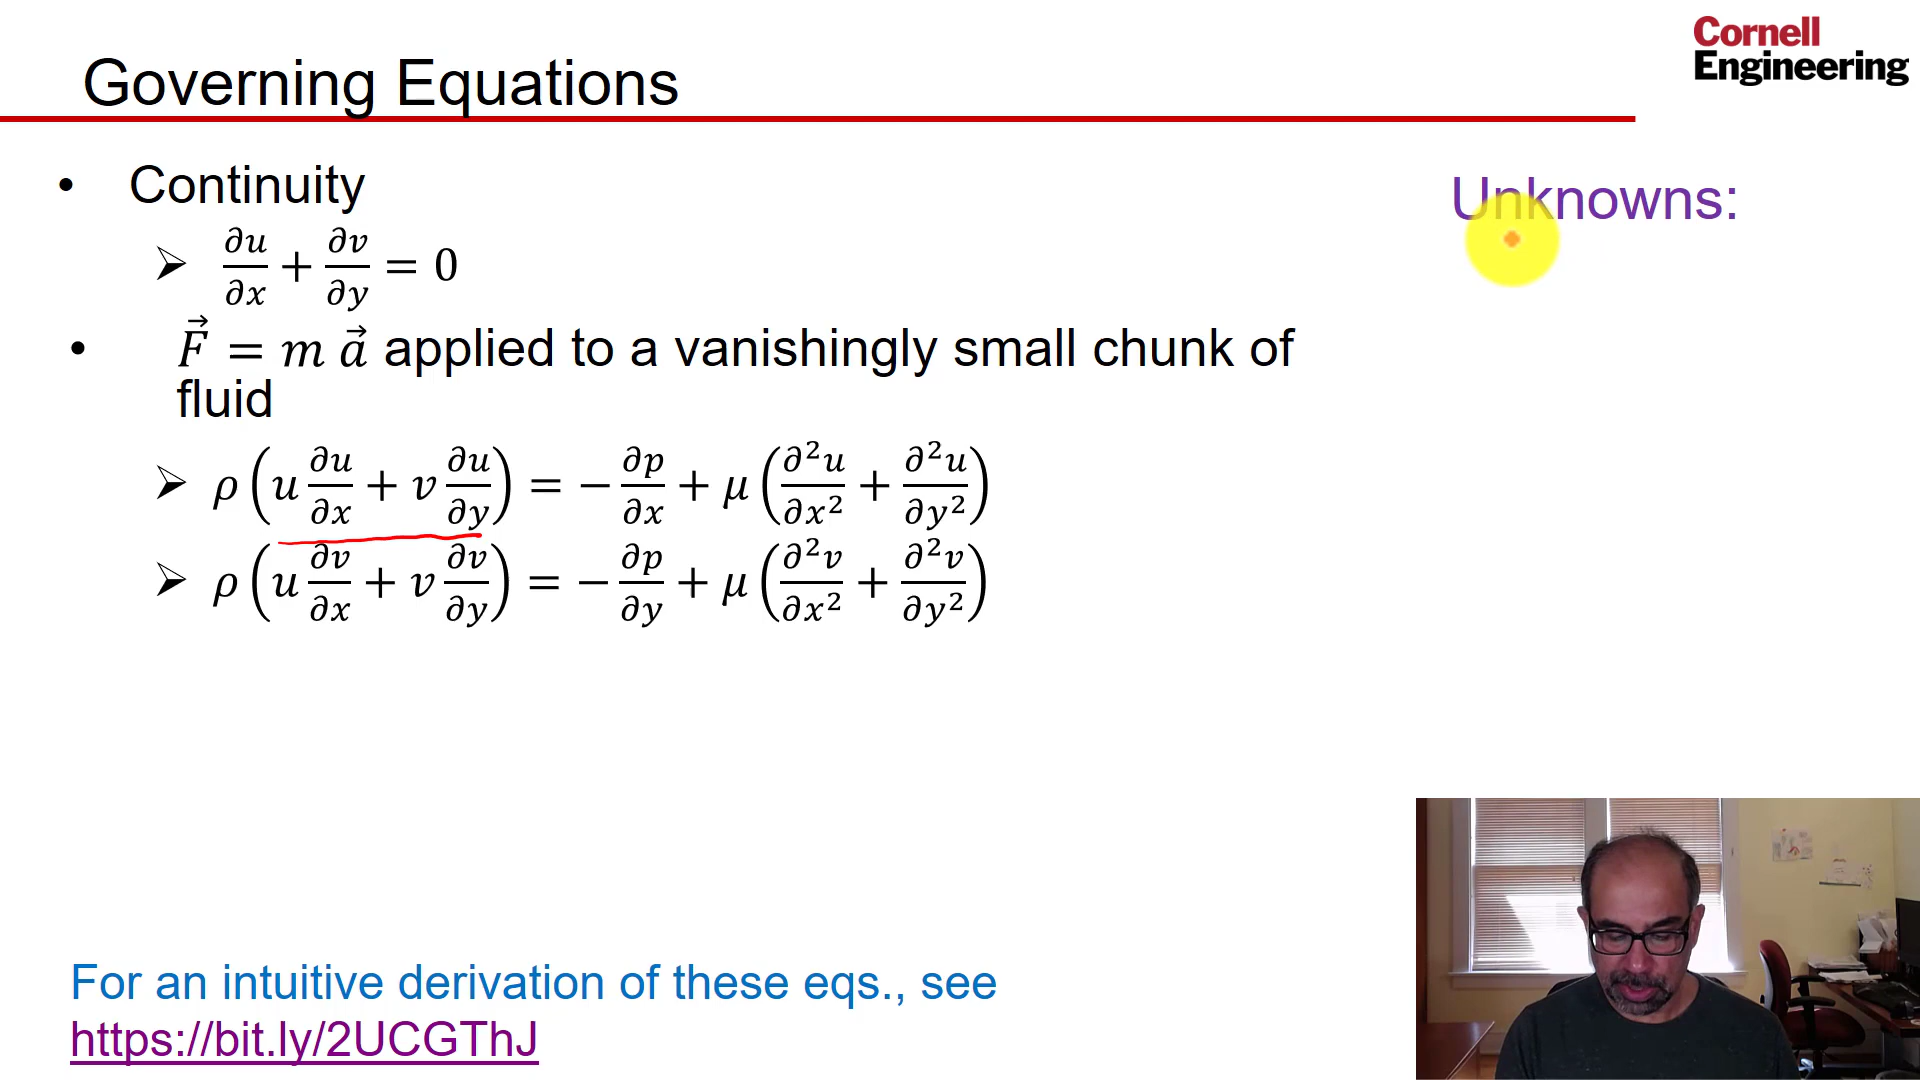 Cornell
Engineering
Governing Equations
• Continuity
➢ ∂u/∂x + ∂v/∂y = 0
Unknowns:
• F⃗ = m a⃗ applied to a vanishingly small chunk of
fluid
➢ ρ(u ∂u/∂x + v ∂u/∂y) = −∂p/∂x + μ(∂²u/∂x² + ∂²u/∂y²)
➢ ρ(u ∂v/∂x + v ∂v/∂y) = −∂p/∂y + μ(∂²v/∂x² + ∂²v/∂y²)
For an intuitive derivation of these eqs., see
https://bit.ly/2UCGThJ